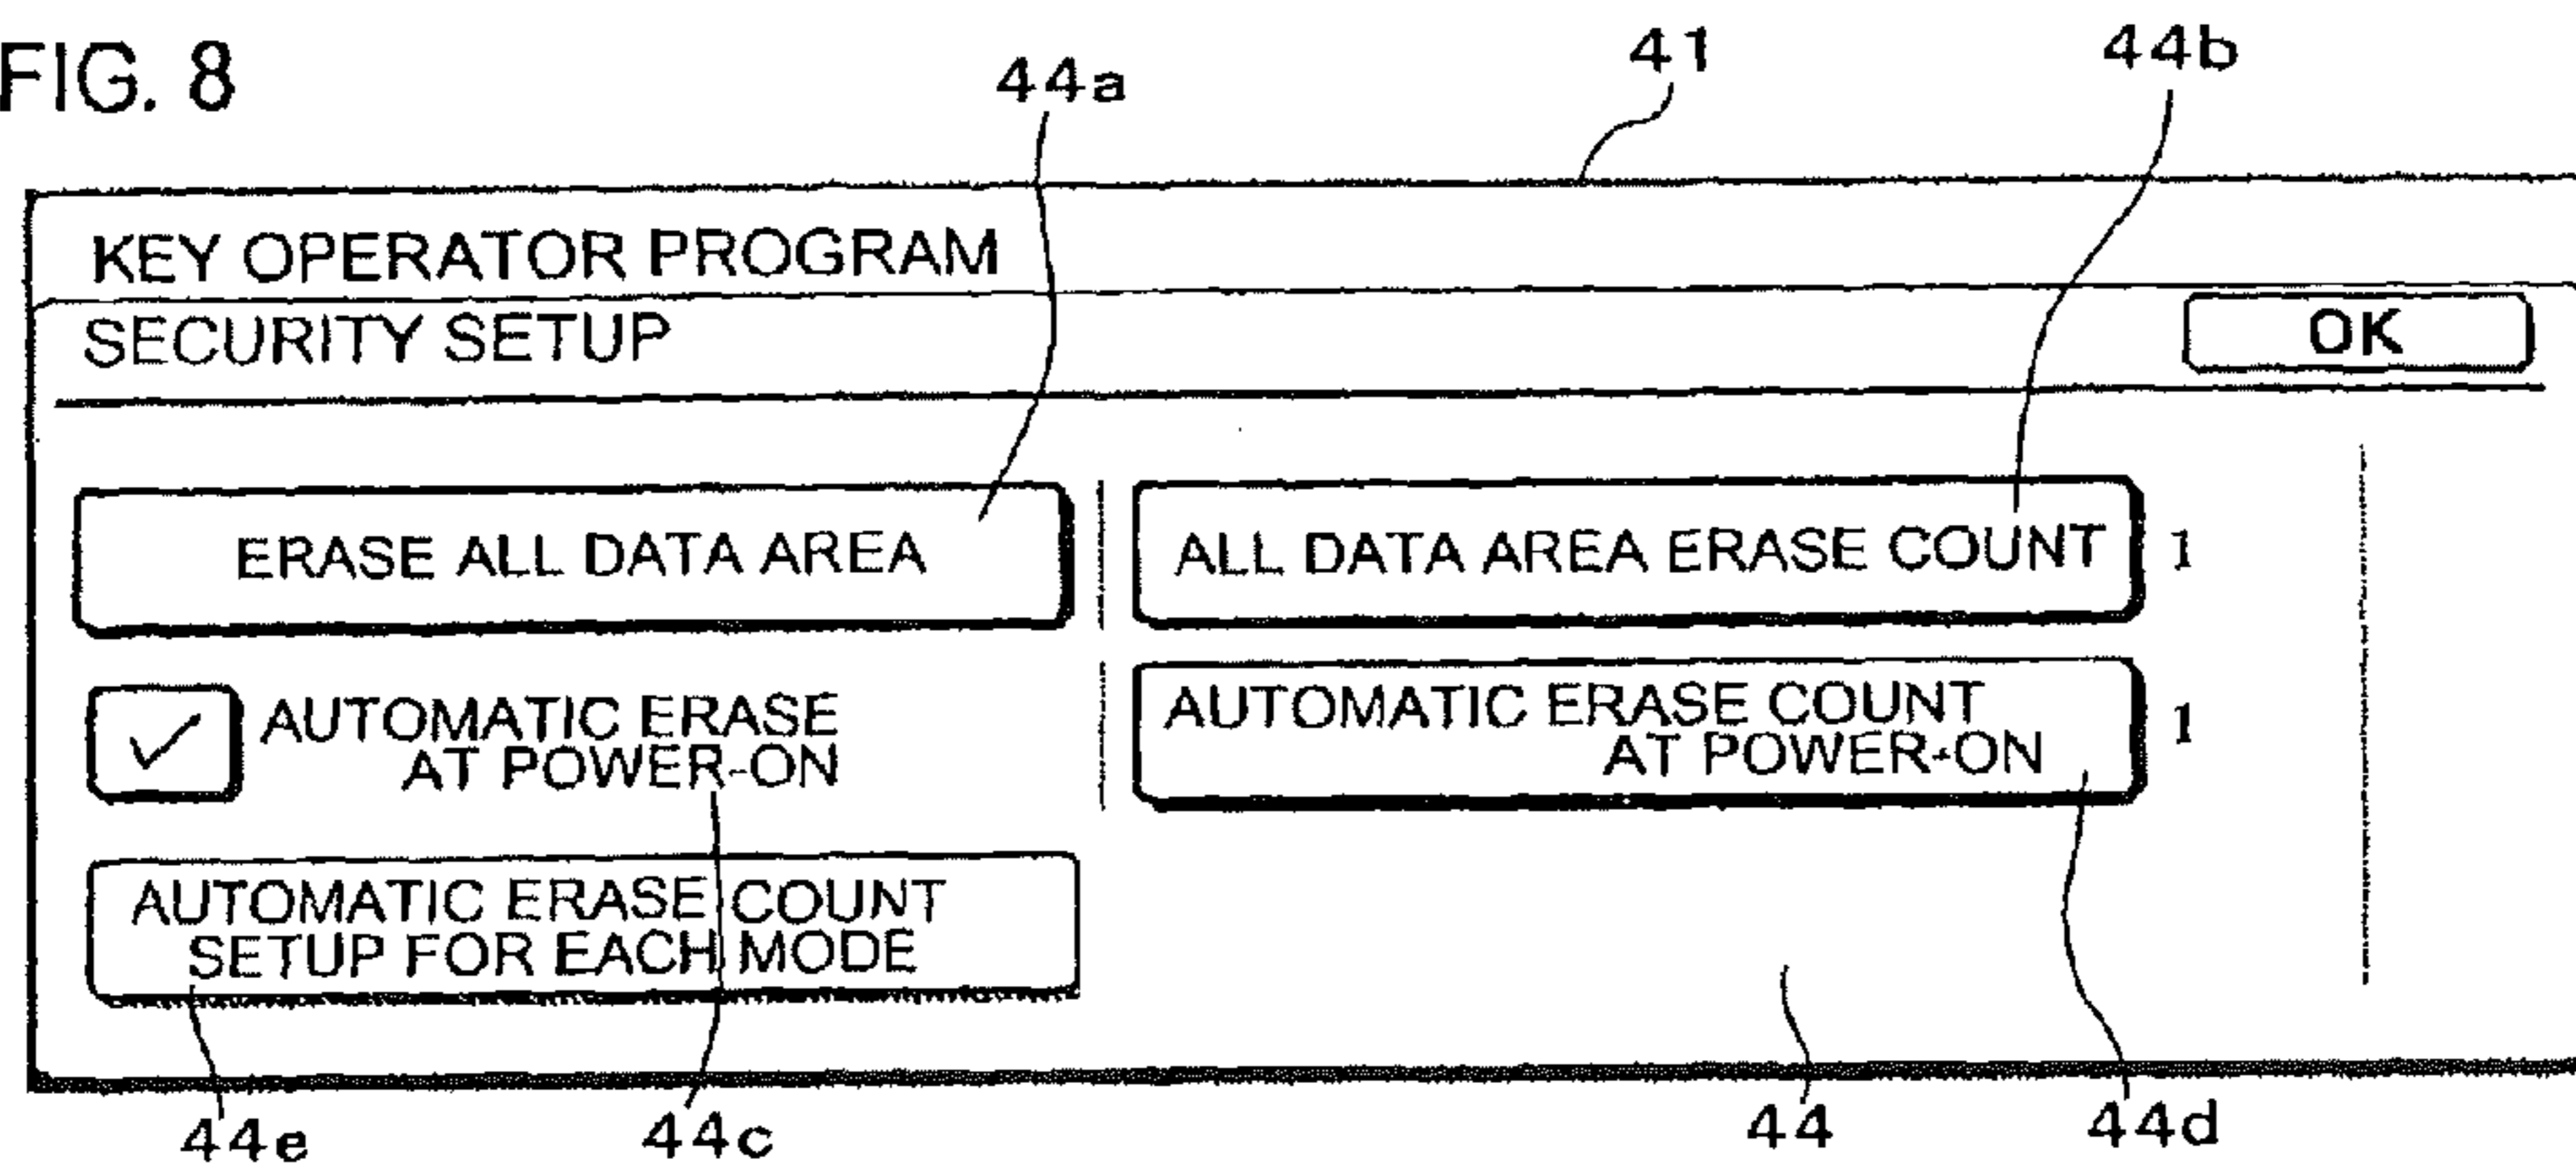 FIG. 8
44a
41
44b
KEY OPERATOR PROGRAM
SECURITY SETUP
OK
ERASE ALL DATA AREA
ALL DATA AREA ERASE COUNT
1
AUTOMATIC ERASE
AT POWER-ON
AUTOMATIC ERASE COUNT
AT POWER-ON
1
AUTOMATIC ERASE COUNT
SETUP FOR EACH MODE
44e
44c
44
44d